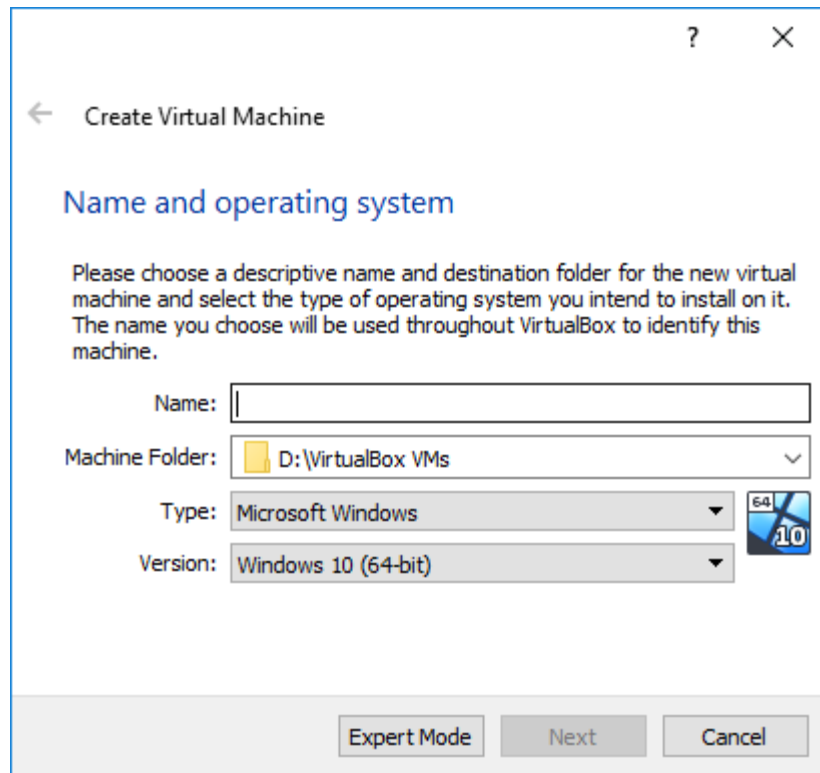 ?
Create Virtual Machine
Name and operating system
Please choose a descriptive name and destination folder for the new virtual
machine and select the type of operating system you intend to install on it.
The name you choose will be used throughout VirtualBox to identify this
machine.
Name:
Machine Folder: D:\VirtualBox VMs
Type: Microsoft Windows
64
10
Version: Windows 10 (64-bit)
Expert Mode Next Cancel